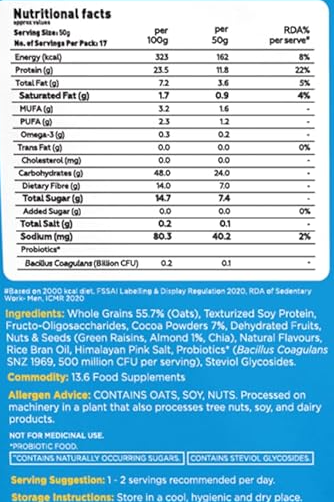 Nutritional facts
approx values
Serving Size: 50g
No. of Servings Per Pack: 17
per 100g per 50g RDA% per serve#
Energy (kcal) 323 162 8%
Protein (g) 23.5 11.8 22%
Total Fat (g) 7.2 3.6 5%
Saturated Fat (g) 1.7 0.9 4%
MUFA (g) 3.2 1.6 -
PUFA (g) 2.3 1.2 -
Omega-3 (g) 0.3 0.2 -
Trans Fat (g) 0.0 0.0 0%
Cholesterol (mg) 0.0 0.0 -
Carbohydrates (g) 48.0 24.0 -
Dietary Fibre (g) 14.0 7.0 -
Total Sugar (g) 14.7 7.4 -
Added Sugar (g) 0.0 0.0 0%
Total Salt (g) 0.2 0.1 -
Sodium (mg) 80.3 40.2 2%
Probiotics*
Bacillus Coagulans (Billion CFU) 0.2 0.1 -
#Based on 2000 kcal diet, FSSAI Labelling & Display Regulation 2020, RDA of Sedentary
Work- Men, ICMR 2020
Ingredients: Whole Grains 55.7% (Oats), Texturized Soy Protein,
Fructo-Oligosaccharides, Cocoa Powders 7%, Dehydrated Fruits,
Nuts & Seeds (Green Raisins, Almond 1%, Chia), Natural Flavours,
Rice Bran Oil, Himalayan Pink Salt, Probiotics* (Bacillus Coagulans
SNZ 1969, 500 million CFU per serving), Steviol Glycosides.
Commodity: 13.6 Food Supplements
Allergen Advice: CONTAINS OATS, SOY, NUTS. Processed on
machinery in a plant that also processes tree nuts, soy, and dairy
products.
NOT FOR MEDICINAL USE.
*PROBIOTIC FOOD.
"CONTAINS NATURALLY OCCURRING SUGARS. CONTAINS STEVIOL GLYCOSIDES.
Serving Suggestion: 1 - 2 servings recommended per day.
Storage Instructions: Store in a cool, hygienic and dry place.